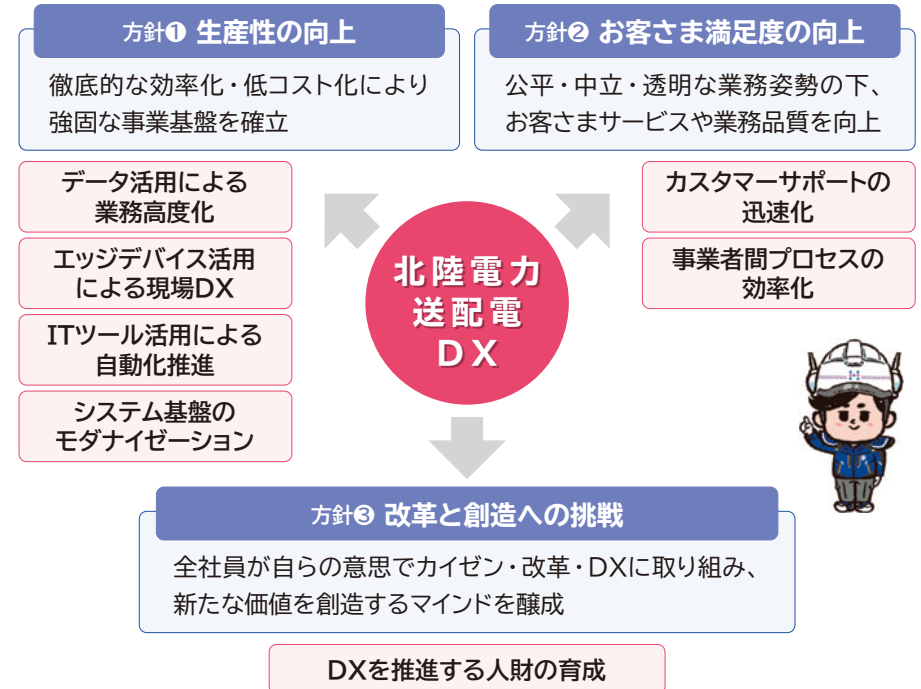 方針❶ 生産性の向上
徹底的な効率化・低コスト化により
強固な事業基盤を確立
データ活用による
業務高度化
エッジデバイス活用
による現場DX
ITツール活用による
自動化推進
システム基盤の
モダナイゼーション
方針❷ お客さま満足度の向上
公平・中立・透明な業務姿勢の下、
お客さまサービスや業務品質を向上
カスタマーサポートの
迅速化
事業者間プロセスの
効率化
北陸電力
送配電
DX
方針❸ 改革と創造への挑戦
全社員が自らの意思でカイゼン・改革・DXに取り組み、
新たな価値を創造するマインドを醸成
DXを推進する人財の育成